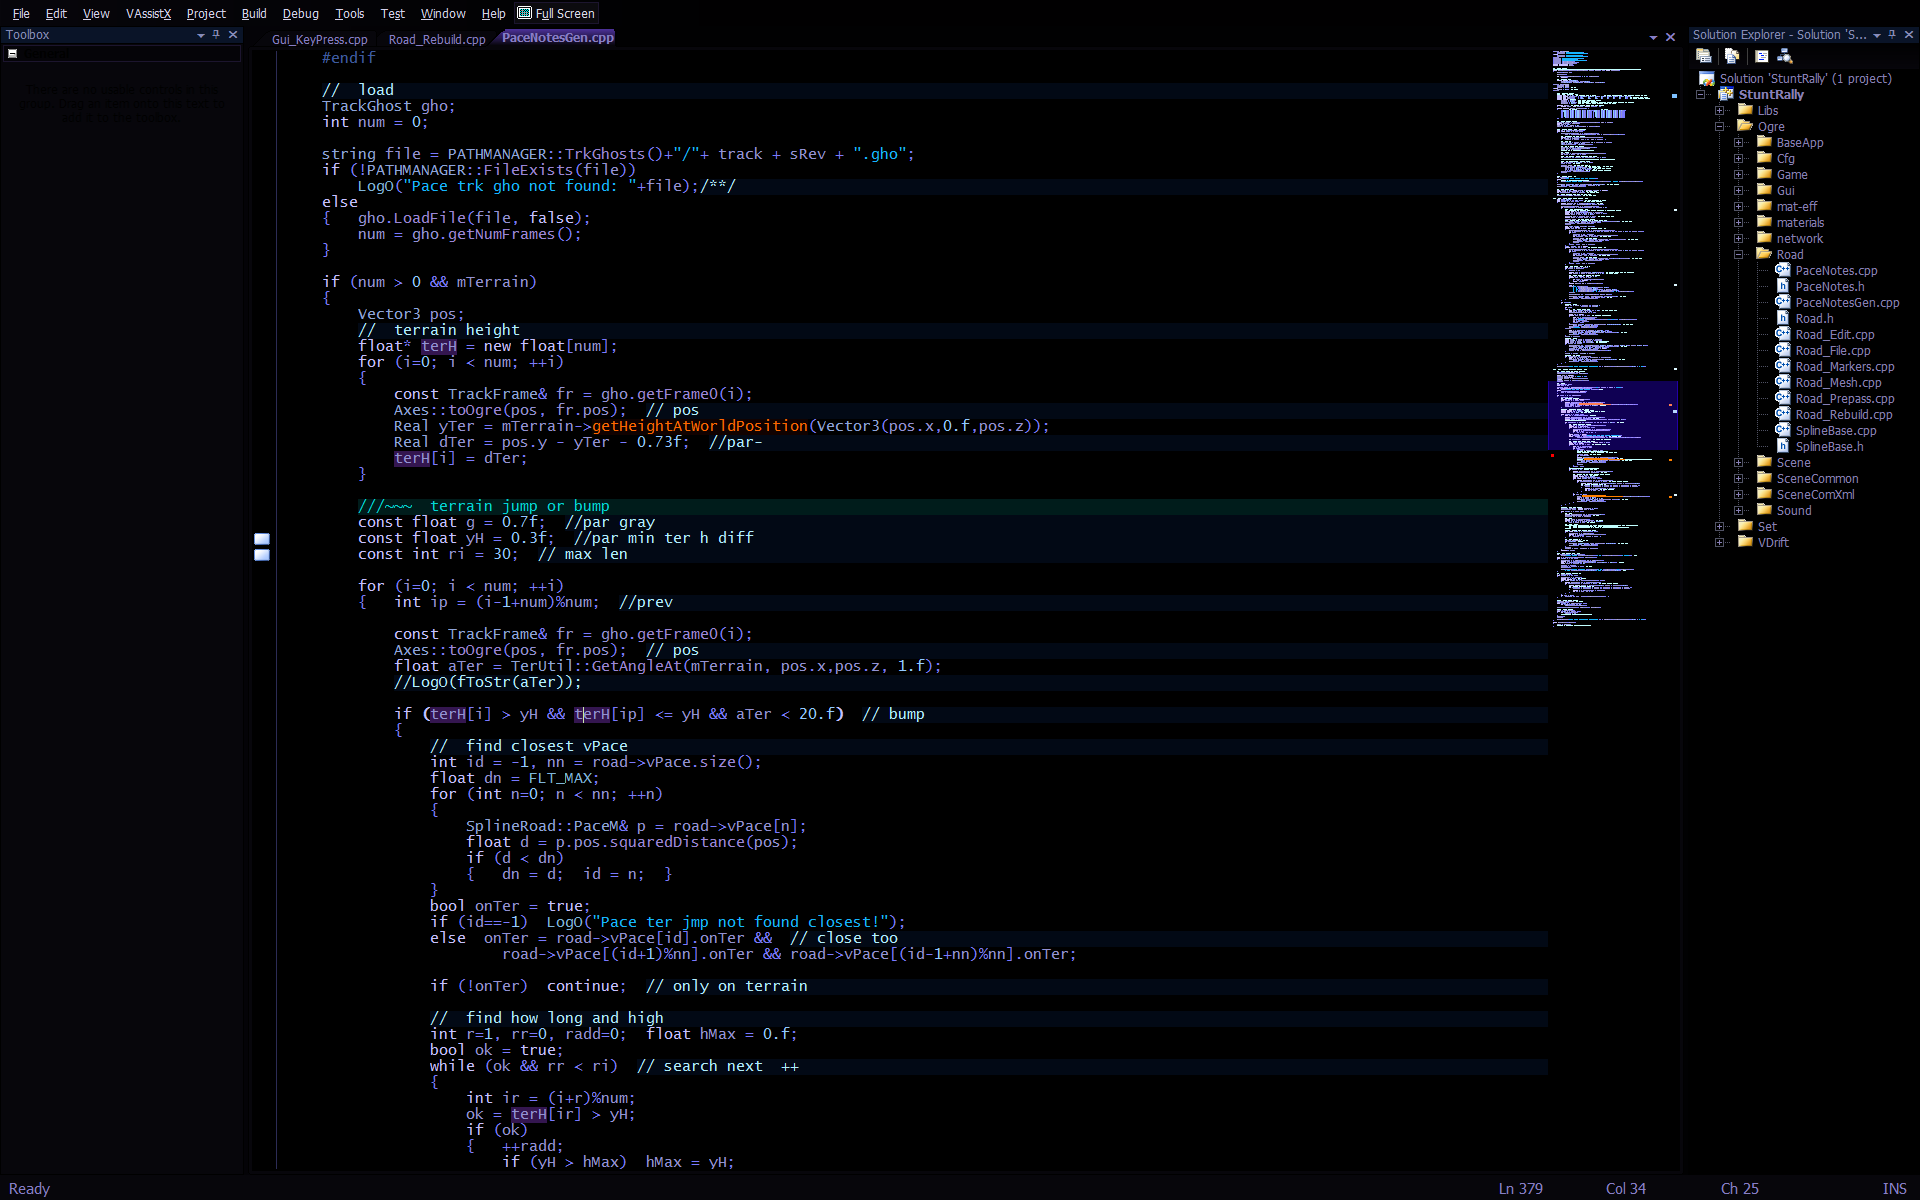 File Edit View VAssistX Project Build Debug Tools Test Window Help Full Screen
Toolbox
Gui_KeyPress.cpp Road_Rebuild.cpp PaceNotesGen.cpp
#endif
//  load
TrackGhost gho;
int num = 0;
string file = PATHMANAGER::TrkGhosts()+"/"+ track + sRev + ".gho";
if (!PATHMANAGER::FileExists(file))
LogO("Pace trk gho not found: "+file);/**/
else
{   gho.LoadFile(file, false);
num = gho.getNumFrames();
}
if (num > 0 && mTerrain)
{
Vector3 pos;
//  terrain height
float* terH = new float[num];
for (i=0; i < num; ++i)
{
const TrackFrame& fr = gho.getFrame0(i);
Axes::toOgre(pos, fr.pos);  // pos
Real yTer = mTerrain->getHeightAtWorldPosition(Vector3(pos.x,0.f,pos.z));
Real dTer = pos.y - yTer - 0.73f;  //par-
terH[i] = dTer;
}
///~~~  terrain jump or bump
const float g = 0.7f;  //par gray
const float yH = 0.3f;  //par min ter h diff
const int ri = 30;  // max len
for (i=0; i < num; ++i)
{   int ip = (i-1+num)%num;  //prev
const TrackFrame& fr = gho.getFrame0(i);
Axes::toOgre(pos, fr.pos);  // pos
float aTer = TerUtil::GetAngleAt(mTerrain, pos.x,pos.z, 1.f);
//LogO(fToStr(aTer));
if (terH[i] > yH && terH[ip] <= yH && aTer < 20.f)  // bump
{
//  find closest vPace
int id = -1, nn = road->vPace.size();
float dn = FLT_MAX;
for (int n=0; n < nn; ++n)
{
SplineRoad::PaceM& p = road->vPace[n];
float d = p.pos.squaredDistance(pos);
if (d < dn)
{   dn = d;  id = n;  }
}
bool onTer = true;
if (id==-1)  LogO("Pace ter jmp not found closest!");
else  onTer = road->vPace[id].onTer &&  // close too
road->vPace[(id+1)%nn].onTer && road->vPace[(id-1+nn)%nn].onTer;
if (!onTer)  continue;  // only on terrain
//  find how long and high
int r=1, rr=0, radd=0;  float hMax = 0.f;
bool ok = true;
while (ok && rr < ri)  // search next  ++
{
int ir = (i+r)%num;
ok = terH[ir] > yH;
if (ok)
{   ++radd;
if (yH > hMax)  hMax = yH;
Solution Explorer - Solution 'S...
Solution 'StuntRally' (1 project)
StuntRally
Libs
Ogre
BaseApp
Cfg
Game
Gui
mat-eff
materials
network
Road
PaceNotes.cpp
PaceNotes.h
PaceNotesGen.cpp
Road.h
Road_Edit.cpp
Road_File.cpp
Road_Markers.cpp
Road_Mesh.cpp
Road_Prepass.cpp
Road_Rebuild.cpp
SplineBase.cpp
SplineBase.h
Scene
SceneCommon
SceneComXml
Sound
Set
VDrift
Ready Ln 379 Col 34 Ch 25 INS